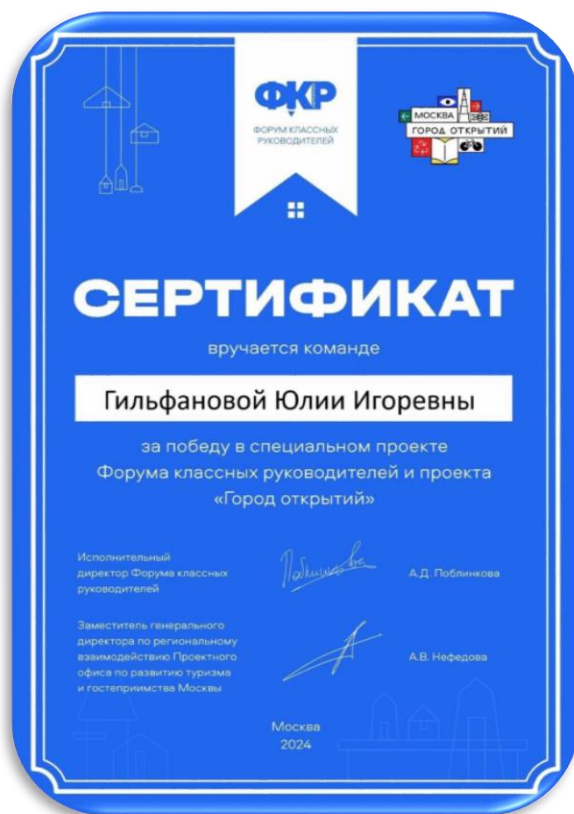 ФКР
ФОРУМ КЛАССНЫХ
РУКОВОДИТЕЛЕЙ
МОСКВА
ГОРОД ОТКРЫТИЙ
СЕРТИФИКАТ
вручается команде
Гильфановой Юлии Игоревны
за победу в специальном проекте
Форума классных руководителей и проекта
«Город открытий»
Исполнительный
директор Форума классных
руководителей
А.Д. Поблинкова
Заместитель генерального
директора по региональному
взаимодействию Проектного
офиса по развитию туризма
и гостеприимства Москвы
А.В. Нефедова
Москва
2024